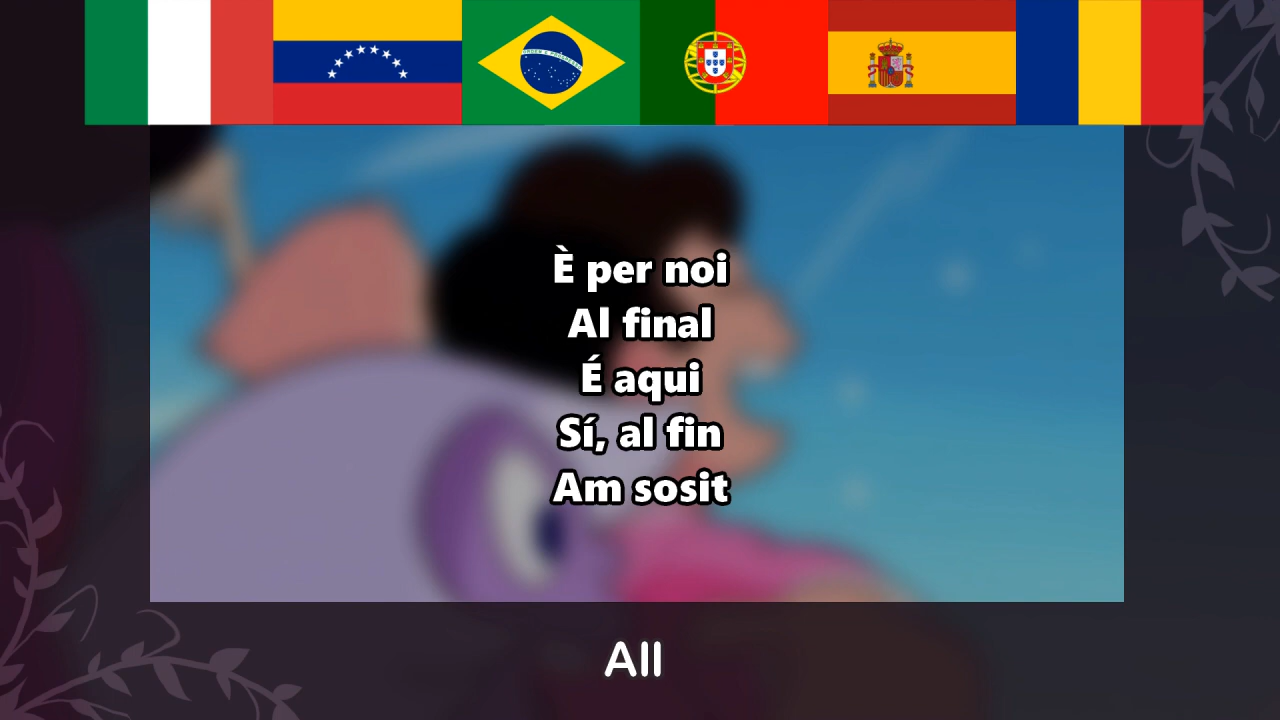 È per noi
Al final
É aqui
Sí, al fin
Am sosit
All